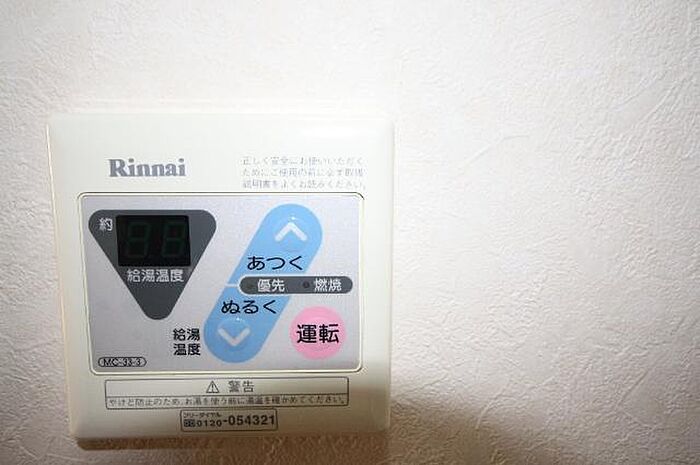 Rinnai
正しく安全にお使いいただく
ためにご使用の前に必ず取扱
説明書をよくお読みください。
約
給湯温度
あつく
優先 燃焼
ぬるく
給湯
温度
運転
MC-33-3
⚠ 警告
やけど防止のため、お湯を使う前に湯温を確かめてください。
フリーダイヤル
0120-054321